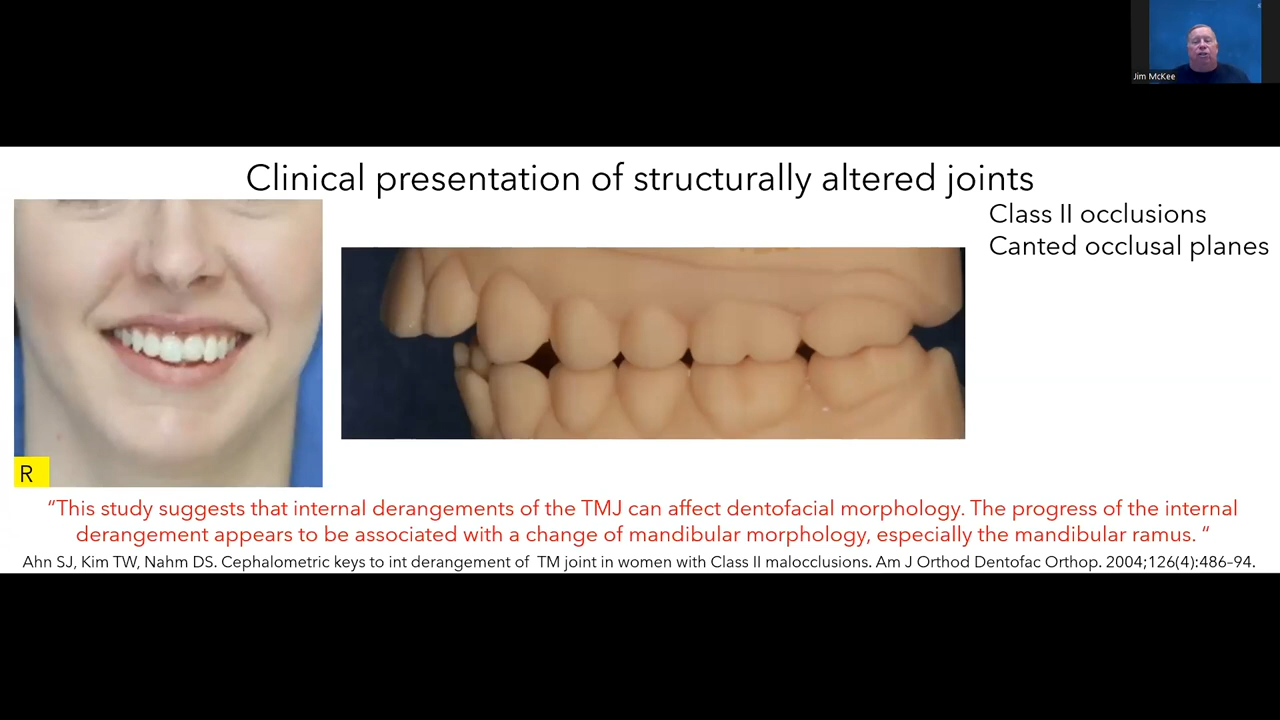 Jim McKee
Clinical presentation of structurally altered joints
Class II occlusions
Canted occlusal planes
R
“This study suggests that internal derangements of the TMJ can affect dentofacial morphology. The progress of the internal
derangement appears to be associated with a change of mandibular morphology, especially the mandibular ramus. “
Ahn SJ, Kim TW, Nahm DS. Cephalometric keys to int derangement of  TM joint in women with Class II malocclusions. Am J Orthod Dentofac Orthop. 2004;126(4):486–94.